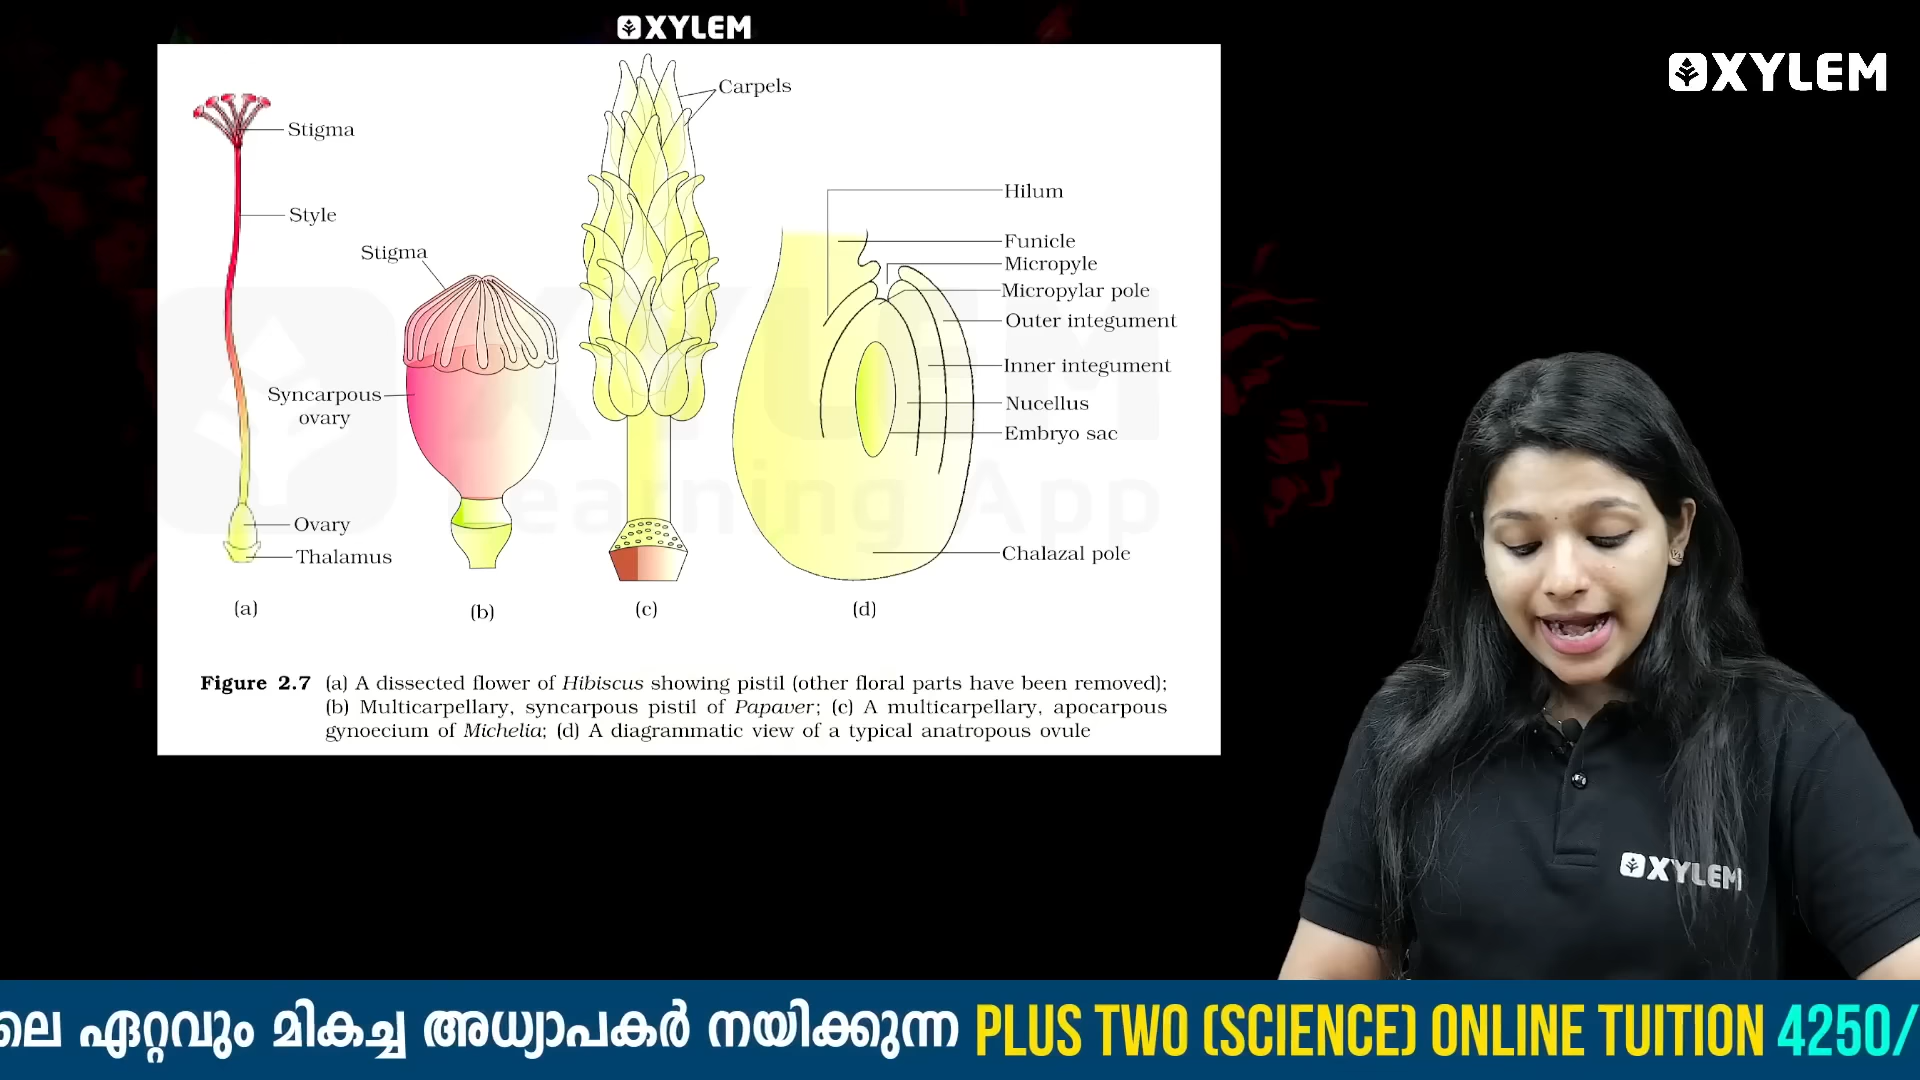 XYLEM
XYLEM
Carpels
Stigma
Style
Stigma
Syncarpous
ovary
Ovary
Thalamus
Hilum
Funicle
Micropyle
Micropylar pole
Outer integument
Inner integument
Nucellus
Embryo sac
Chalazal pole
(a)
(b)
(c)
(d)
XYLEM
Learning App
Figure 2.7 (a) A dissected flower of Hibiscus showing pistil (other floral parts have been removed);
(b) Multicarpellary, syncarpous pistil of Papaver; (c) A multicarpellary, apocarpous
gynoecium of Michelia; (d) A diagrammatic view of a typical anatropous ovule
XYLEM
ലെ ഏറ്റവും മികച്ച അധ്യാപകർ നയിക്കുന്ന PLUS TWO (SCIENCE) ONLINE TUITION 4250/